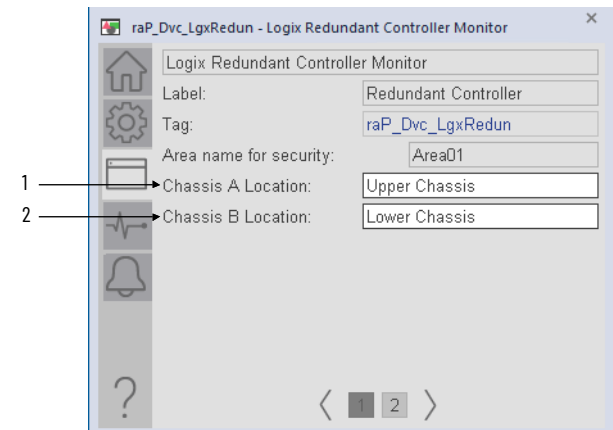 raP_Dvc_LgxRedun - Logix Redundant Controller Monitor
Logix Redundant Controller Monitor
Label: Redundant Controller
Tag: raP_Dvc_LgxRedun
Area name for security: Area01
1 Chassis A Location: Upper Chassis
2 Chassis B Location: Lower Chassis
? 1 2